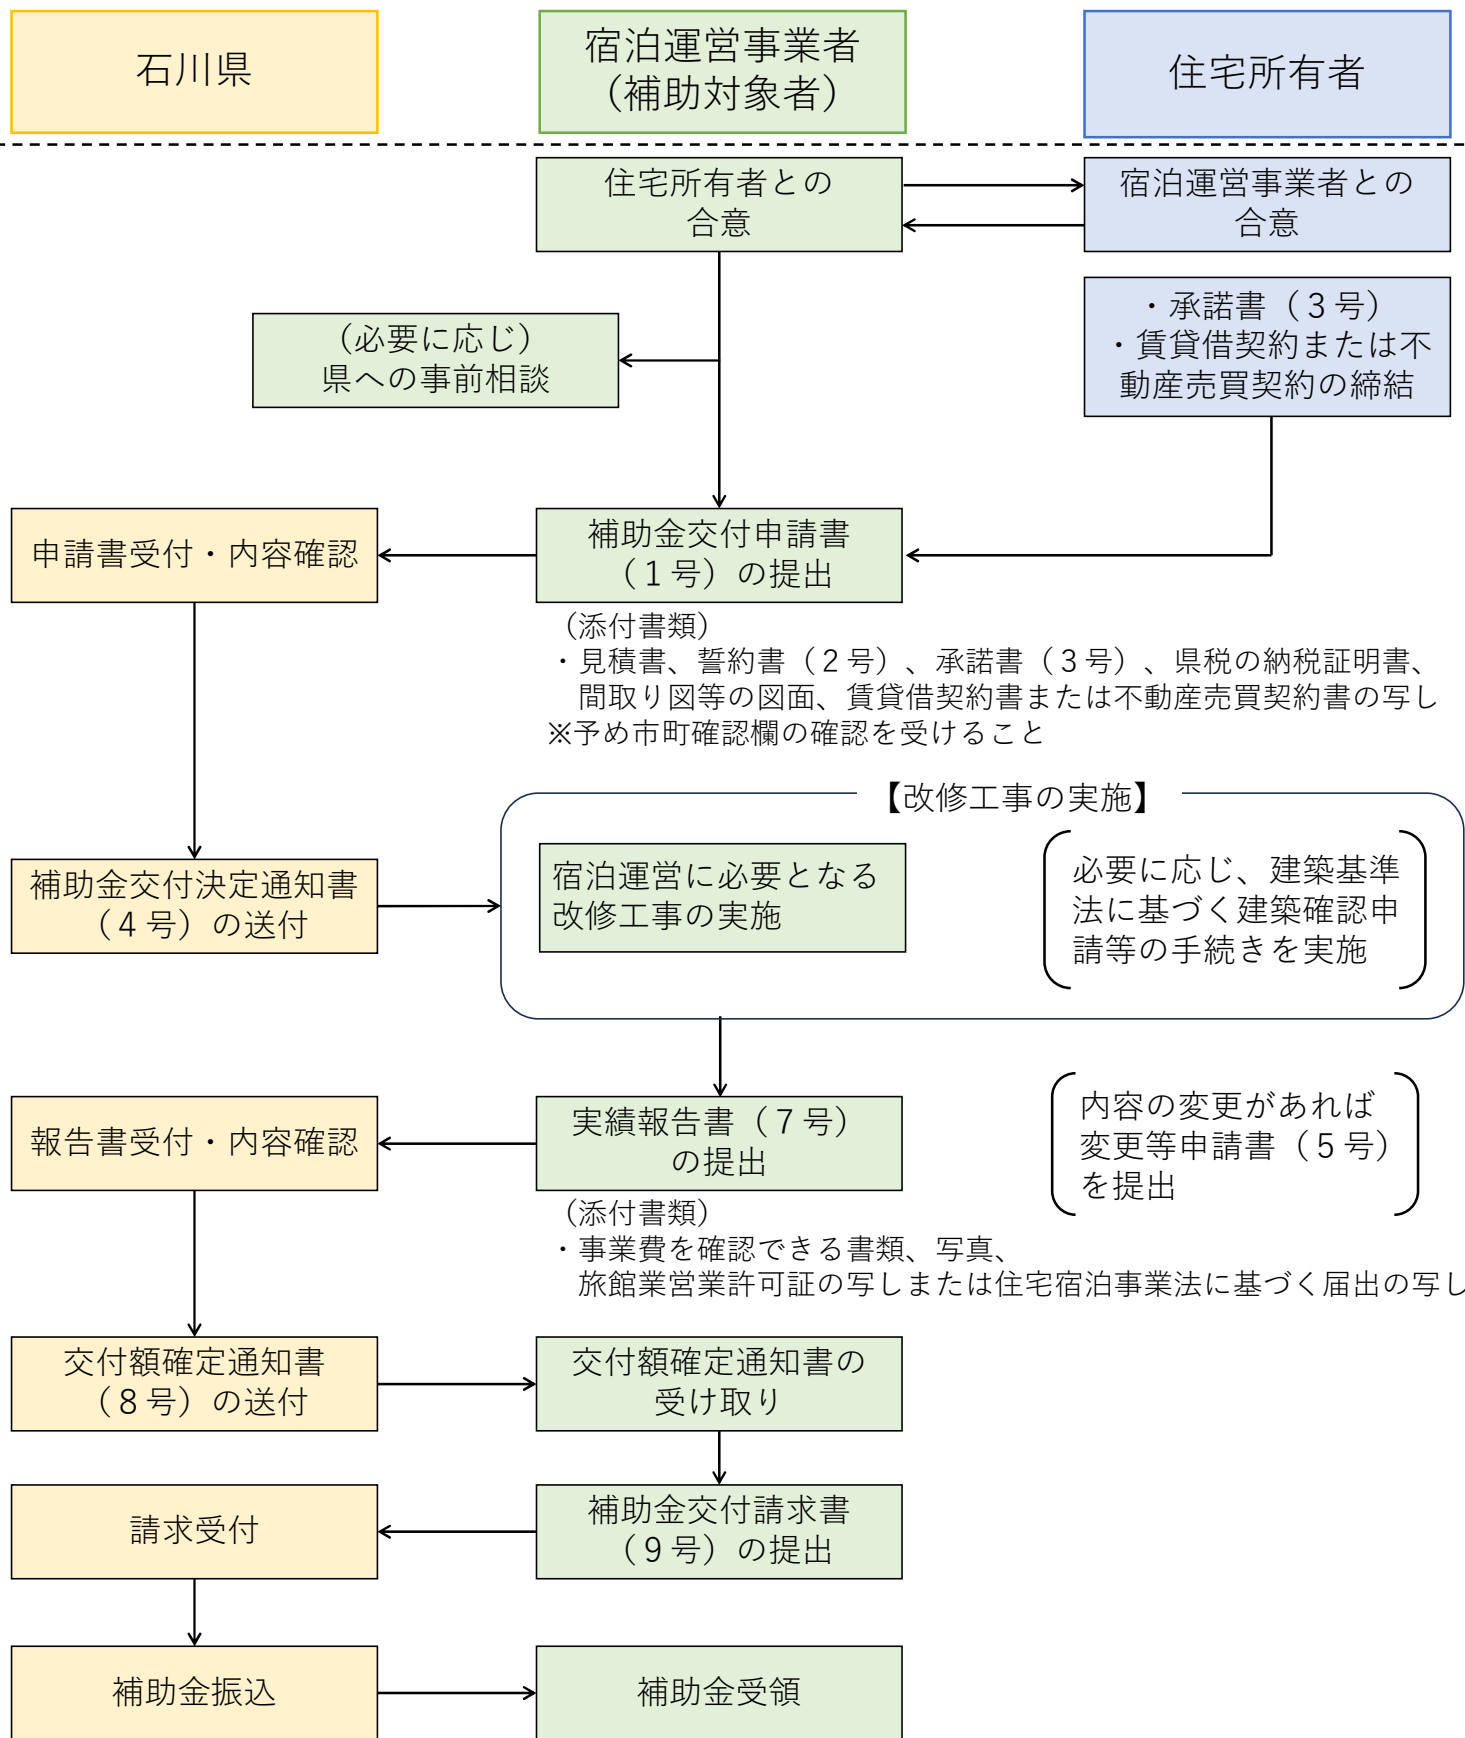 石川県
宿泊運営事業者
（補助対象者）
住宅所有者
住宅所有者との
合意
宿泊運営事業者との
合意
（必要に応じ）
県への事前相談
・承諾書（３号）
・賃貸借契約または不
動産売買契約の締結
申請書受付・内容確認
補助金交付申請書
（１号）の提出
（添付書類）
・見積書、誓約書（２号）、承諾書（３号）、県税の納税証明書、
間取り図等の図面、賃貸借契約書または不動産売買契約書の写し
※予め市町確認欄の確認を受けること
【改修工事の実施】
補助金交付決定通知書
（４号）の送付
宿泊運営に必要となる
改修工事の実施
必要に応じ、建築基準
法に基づく建築確認申
請等の手続きを実施
報告書受付・内容確認
実績報告書（７号）
の提出
内容の変更があれば
変更等申請書（５号）
を提出
（添付書類）
・事業費を確認できる書類、写真、
旅館業営業許可証の写しまたは住宅宿泊事業法に基づく届出の写し
交付額確定通知書
（８号）の送付
交付額確定通知書の
受け取り
請求受付
補助金交付請求書
（９号）の提出
補助金振込
補助金受領